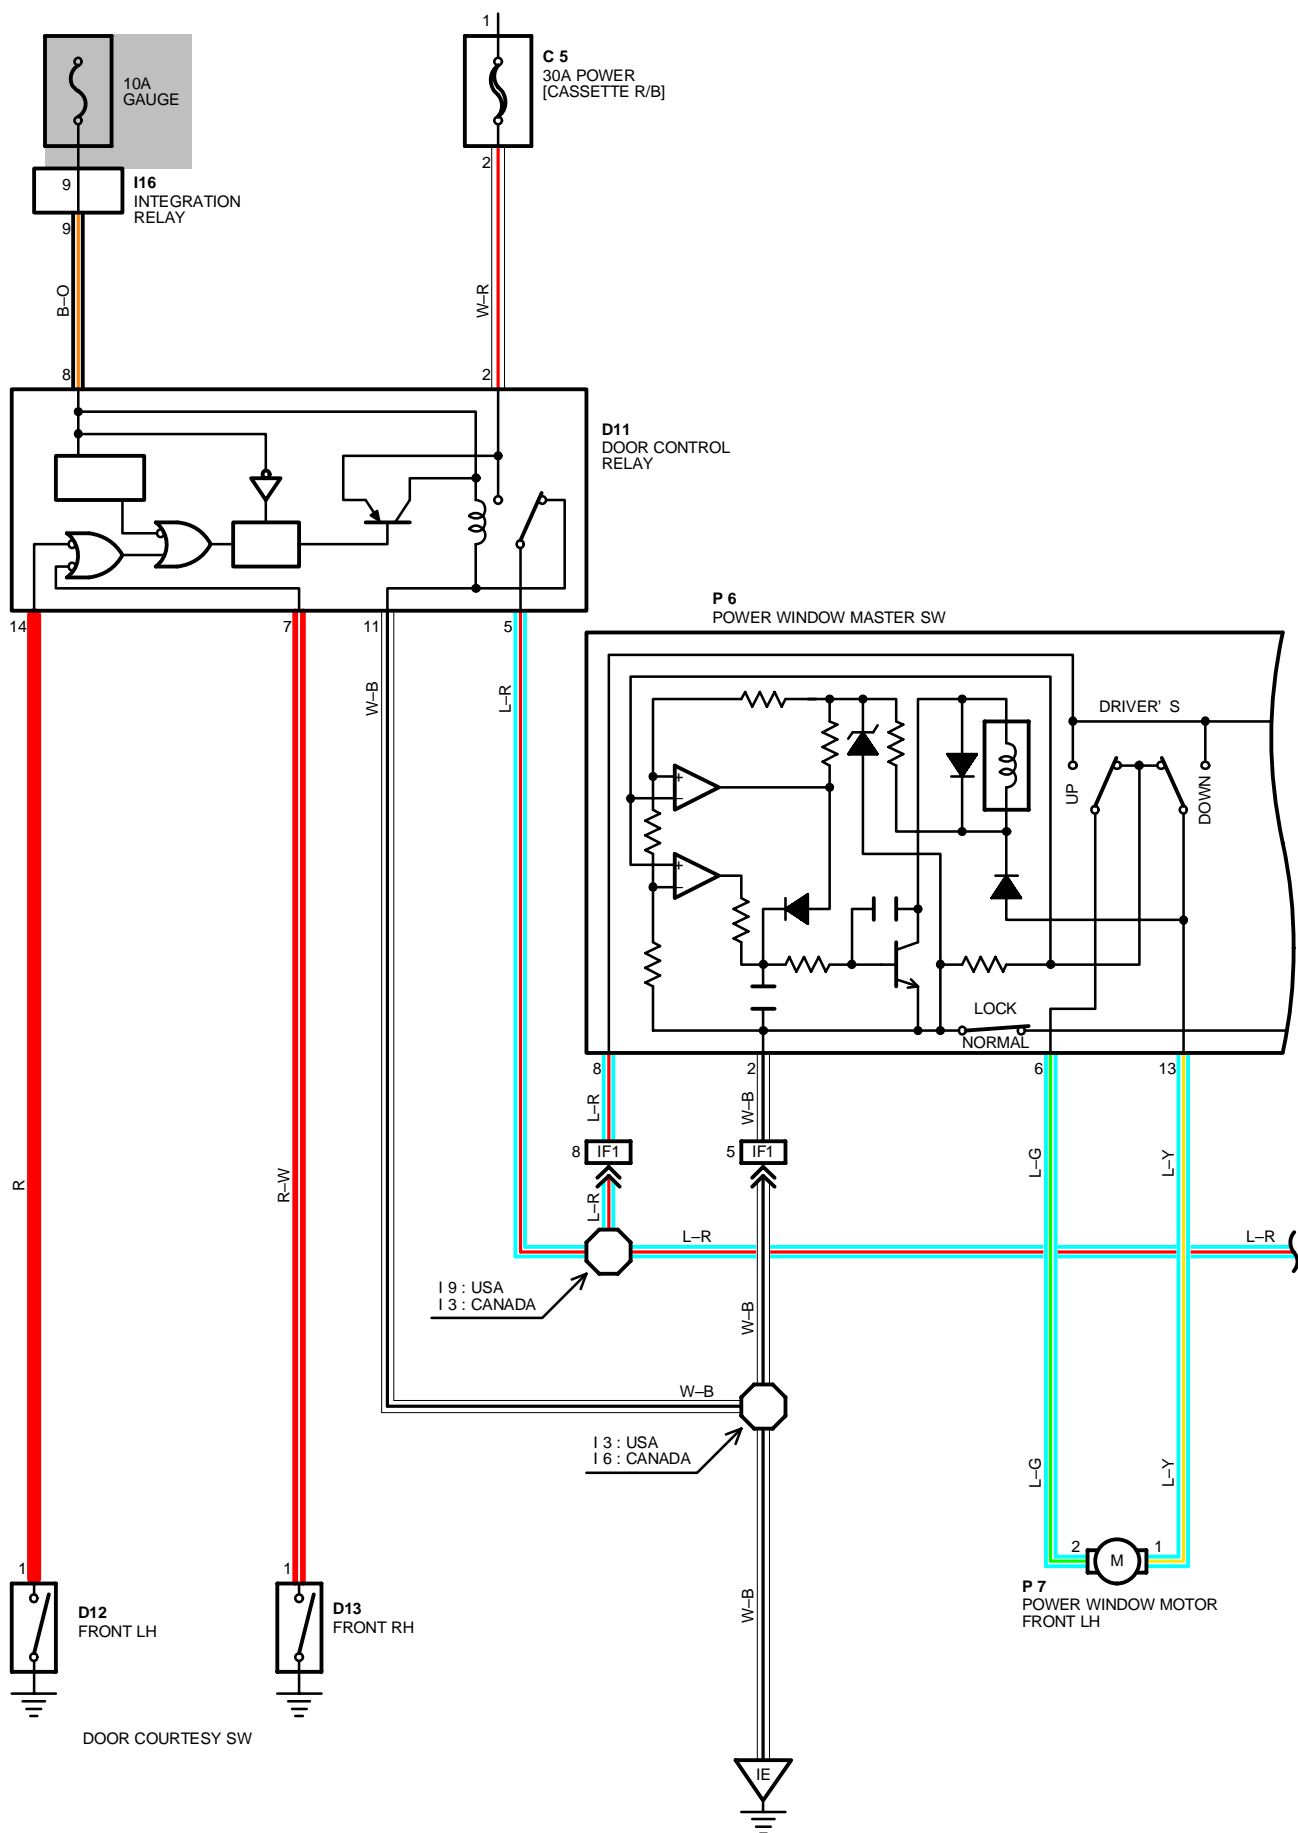 1
C 5
30A POWER
[CASSETTE R/B]
10A
GAUGE
2
9
I16
INTEGRATION
RELAY
9
B–O
W–R
8
2
D11
DOOR CONTROL
RELAY
P 6
POWER WINDOW MASTER SW
14
7
11
5
W–B
L–R
DRIVER' S
UP
DOWN
+
–
+
–
LOCK
NORMAL
8
2
6
13
L–R
W–B
8
IF1
5
IF1
L–G
L–Y
R
R–W
L–R
L–R
L–R
I 9 : USA
I 3 : CANADA
W–B
W–B
I 3 : USA
I 6 : CANADA
L–G
L–Y
1
1
2
M
1
W–B
D12
FRONT LH
D13
FRONT RH
P 7
POWER WINDOW MOTOR
FRONT LH
DOOR COURTESY SW
IE